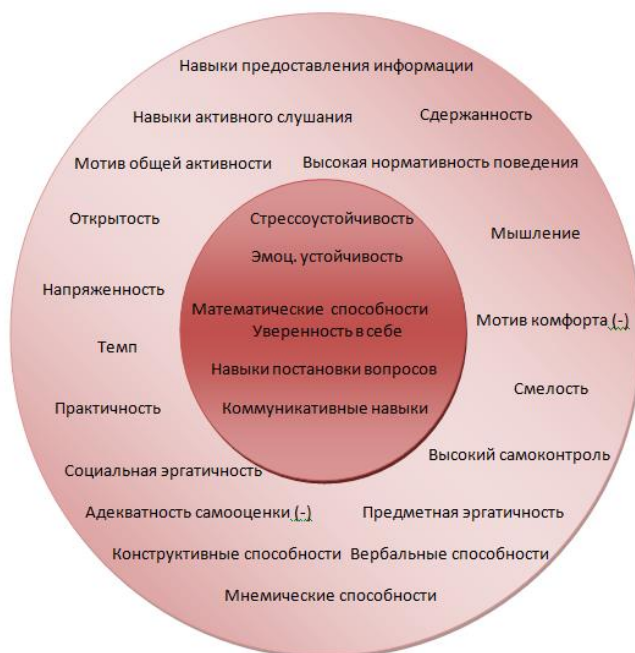 Навыки предоставления информации
Навыки активного слушания
Сдержанность
Мотив общей активности
Высокая нормативность поведения
Открытость
Стрессоустойчивость
Мышление
Эмоц. устойчивость
Напряженность
Математические способности
Мотив комфорта (-)
Уверенность в себе
Темп
Навыки постановки вопросов
Смелость
Практичность
Коммуникативные навыки
Высокий самоконтроль
Социальная эргатичность
Адекватность самооценки (-)
Предметная эргатичность
Конструктивные способности
Вербальные способности
Мнемические способности